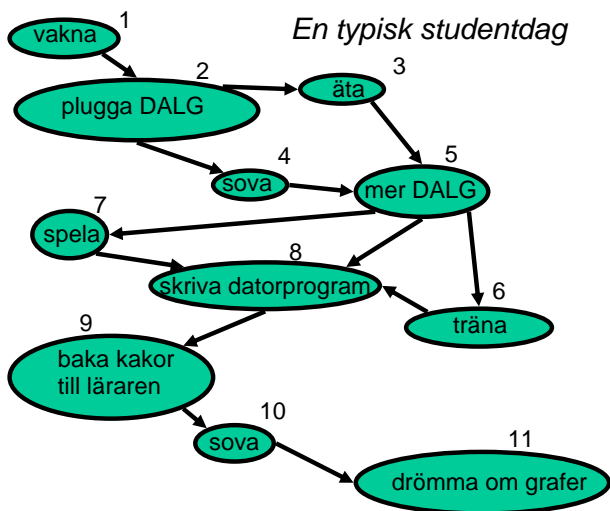 En typisk studentdag
1
vakna
2
plugga DALG
3
äta
4
sova
5
mer DALG
7
spela
8
skriva datorprogram
6
träna
9
baka kakor
till läraren
10
sova
11
drömma om grafer